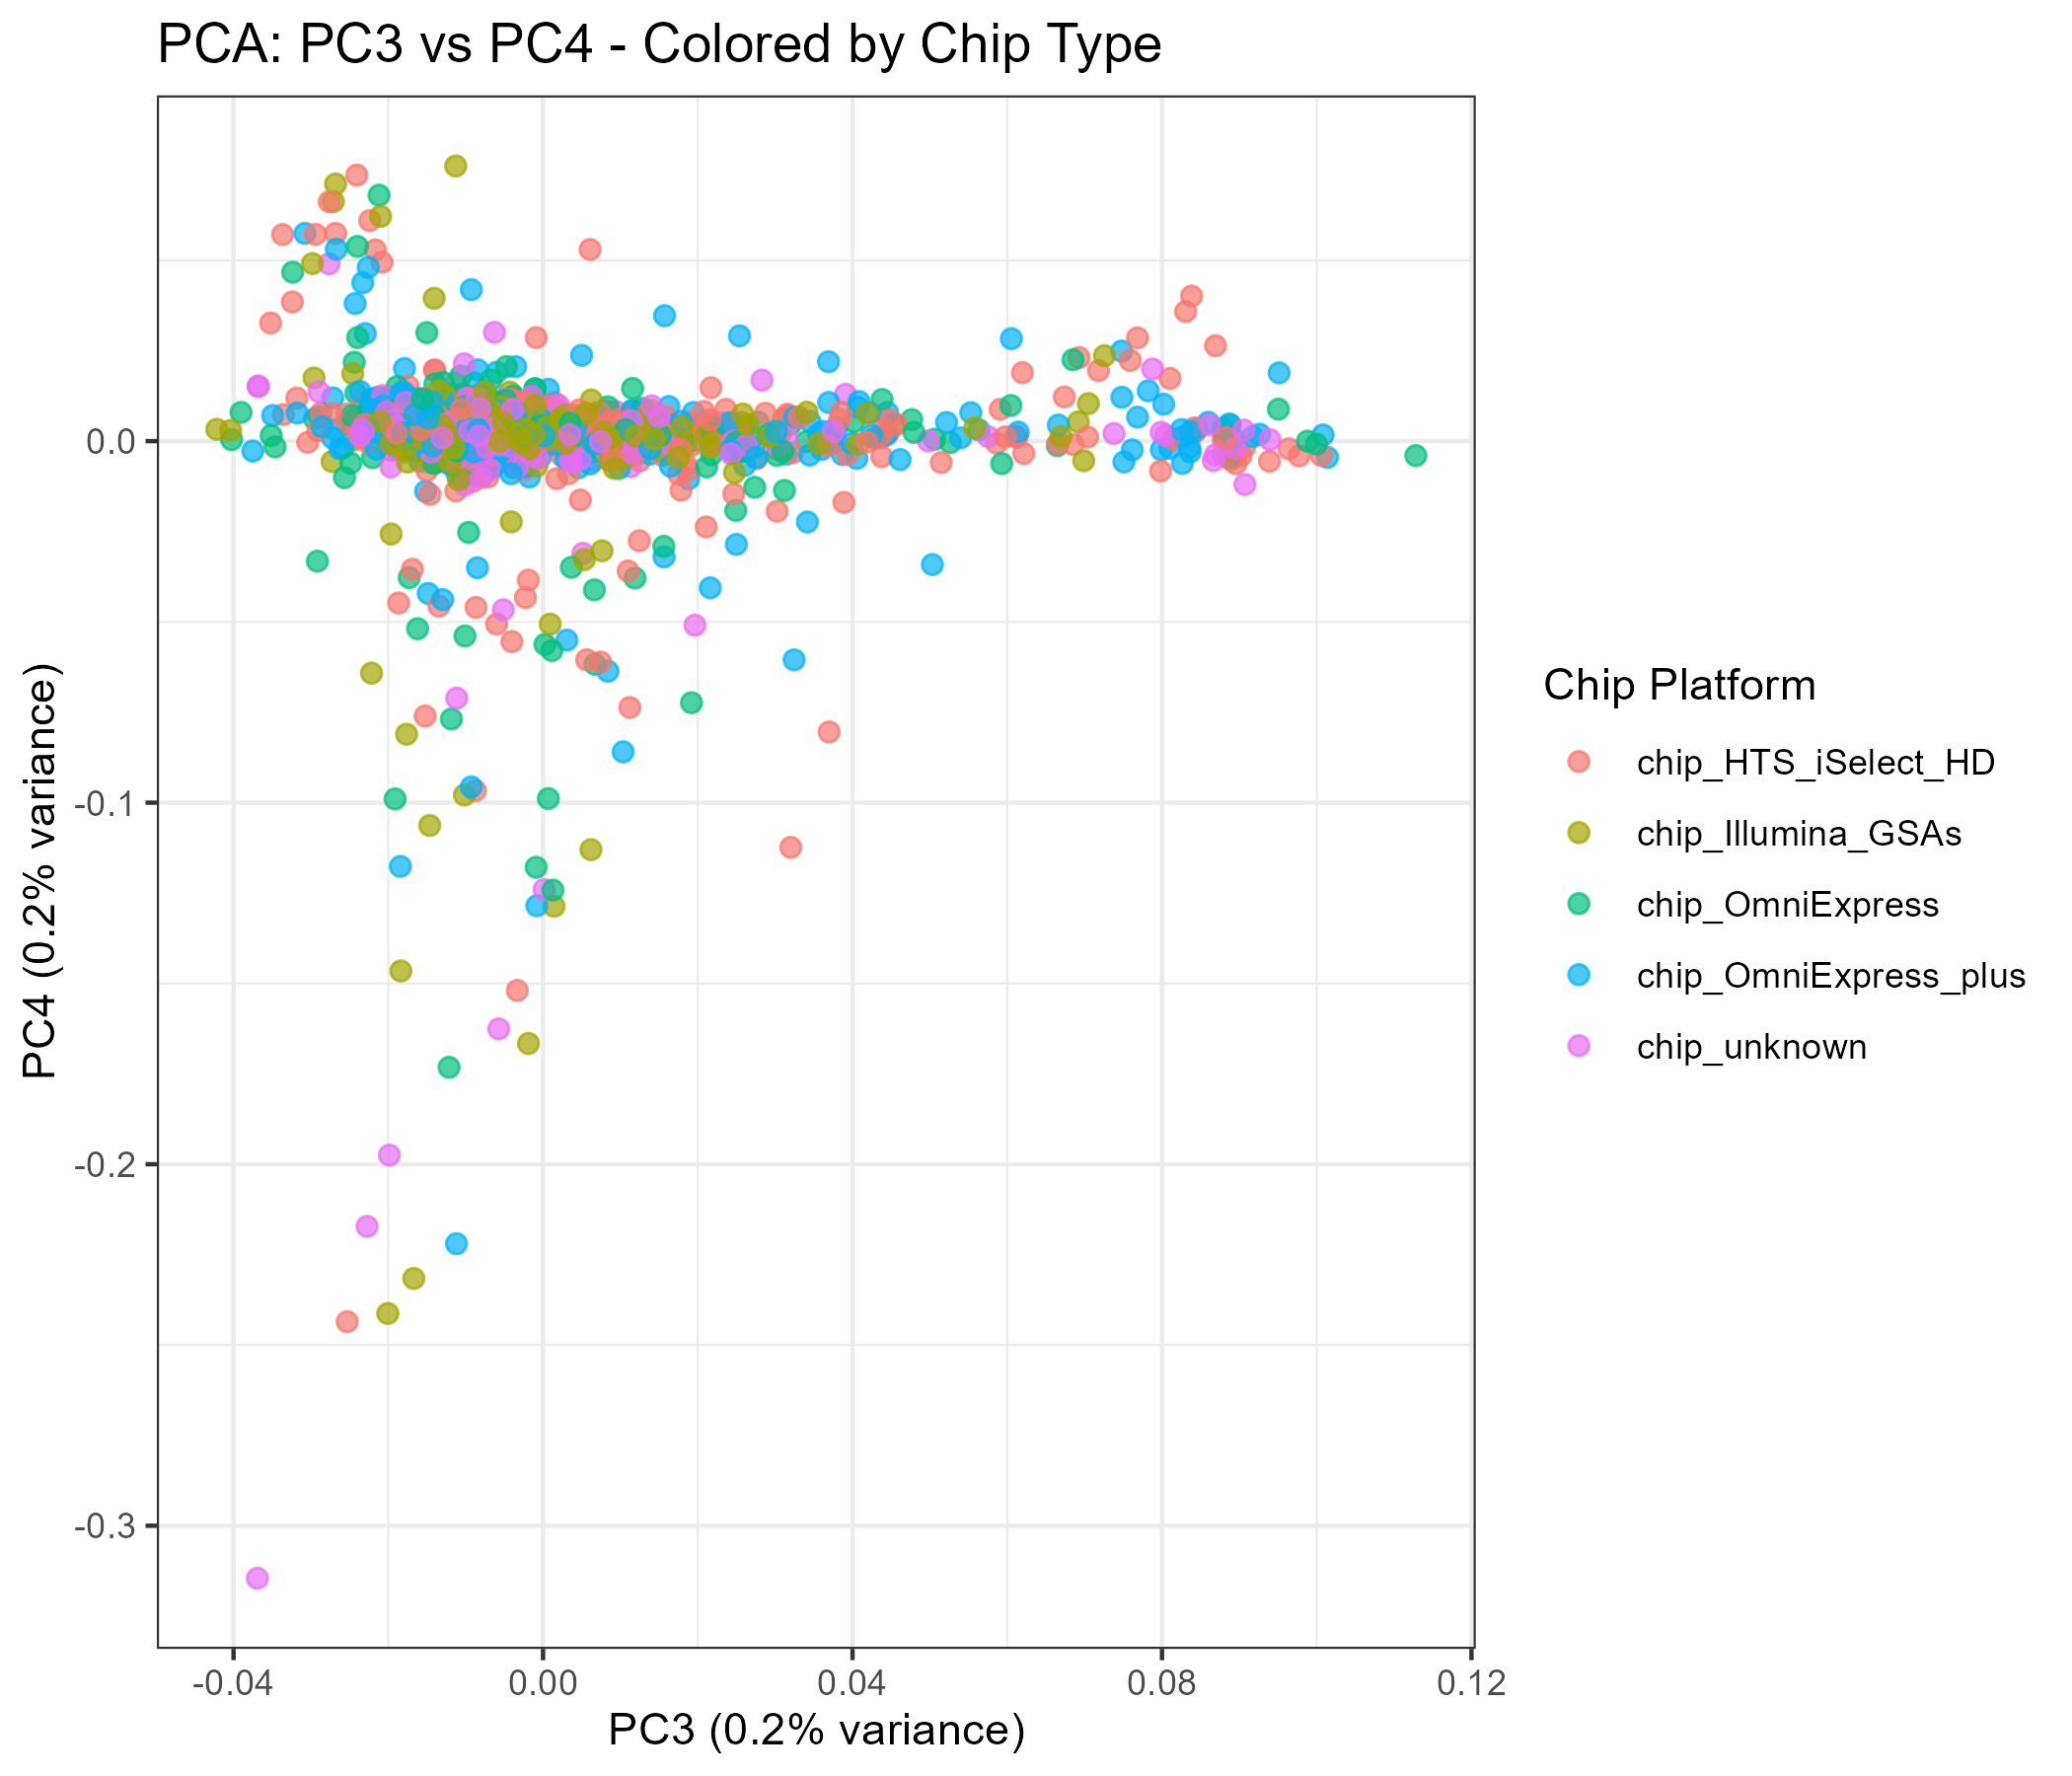 PCA: PC3 vs PC4 - Colored by Chip Type
PC4 (0.2% variance)
0.0
-0.1
-0.2
-0.3
-0.04
0.00
0.04
0.08
0.12
PC3 (0.2% variance)
Chip Platform
chip_HTS_iSelect_HD
chip_Illumina_GSAs
chip_OmniExpress
chip_OmniExpress_plus
chip_unknown